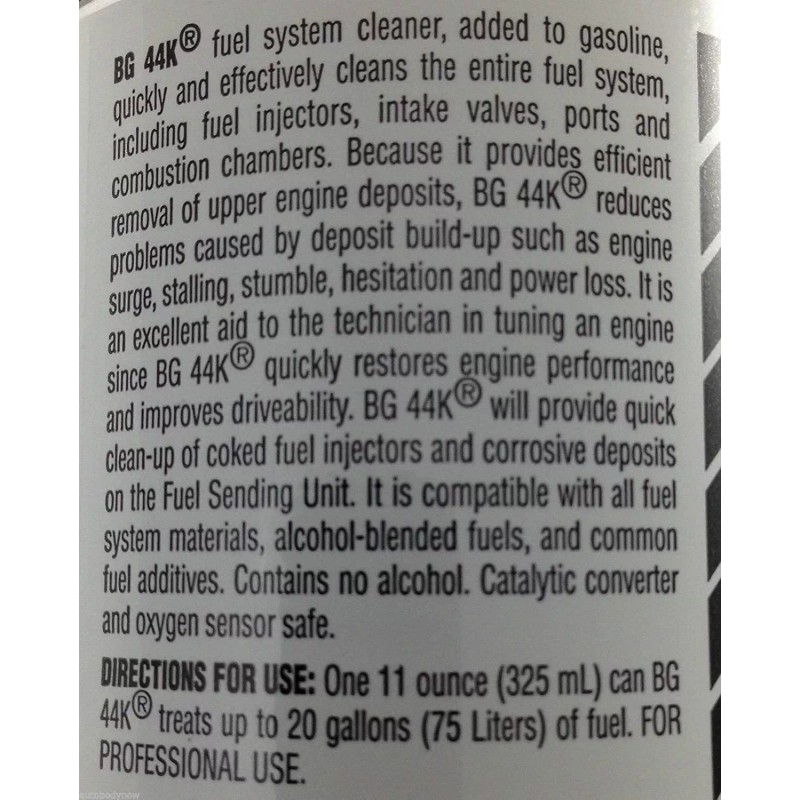 BG 44K® fuel system cleaner, added to gasoline,
quickly and effectively cleans the entire fuel system,
including fuel injectors, intake valves, ports and
combustion chambers. Because it provides efficient
removal of upper engine deposits, BG 44K® reduces
problems caused by deposit build-up such as engine
surge, stalling, stumble, hesitation and power loss. It is
an excellent aid to the technician in tuning an engine
since BG 44K® quickly restores engine performance
and improves driveability. BG 44K® will provide quick
clean-up of coked fuel injectors and corrosive deposits
on the Fuel Sending Unit. It is compatible with all fuel
system materials, alcohol-blended fuels, and common
fuel additives. Contains no alcohol. Catalytic converter
and oxygen sensor safe.
DIRECTIONS FOR USE: One 11 ounce (325 mL) can BG
44K® treats up to 20 gallons (75 Liters) of fuel. FOR
PROFESSIONAL USE.
autobodynow